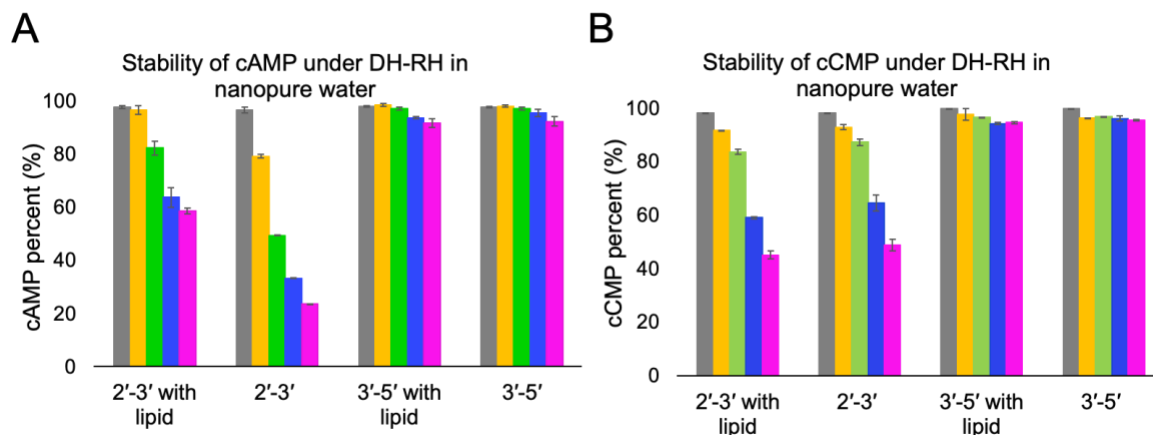 A
Stability of cAMP under DH-RH in
nanopure water
cAMP percent (%)
100
80
60
40
20
0
2′-3′ with
lipid
2′-3′
3′-5′ with
lipid
3′-5′
B
Stability of cCMP under DH-RH in
nanopure water
cCMP percent (%)
100
80
60
40
20
0
2′-3′ with
lipid
2′-3′
3′-5′ with
lipid
3′-5′